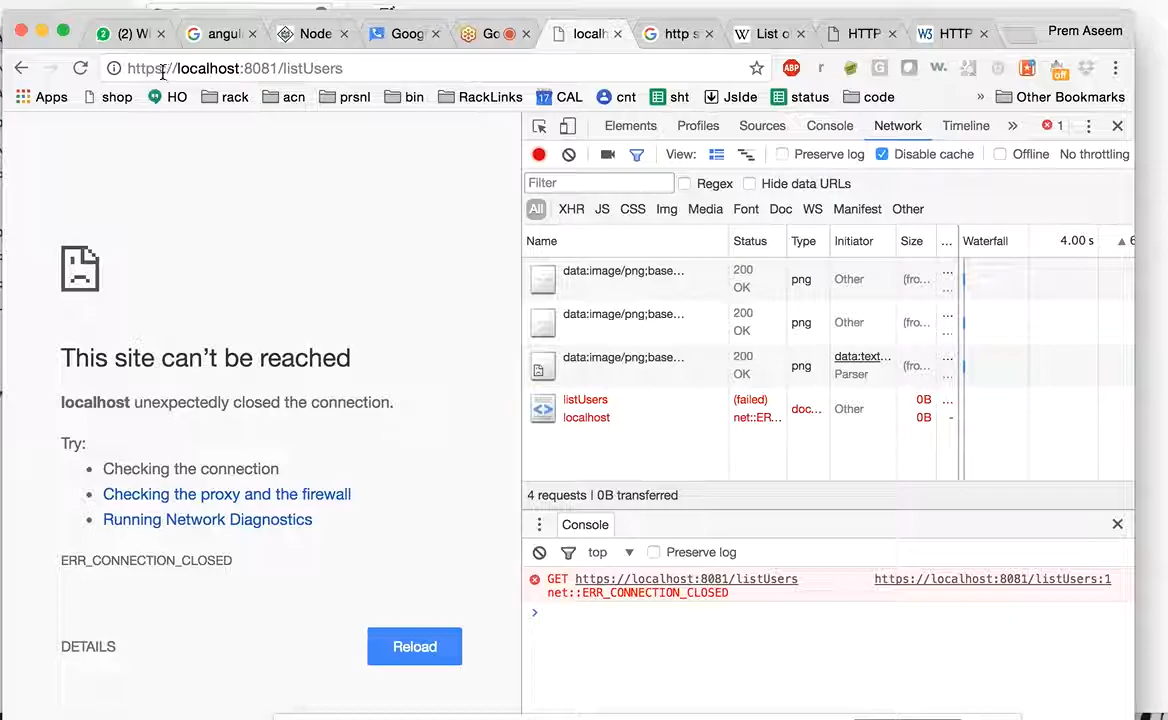 (2) W
angul
Node
Goog
Go
localh
http s
List o
HTTP
W3
HTTP
Prem Aseem
https://localhost:8081/listUsers
ABP
r
G
w.
off
Apps
shop
HO
rack
acn
prsnl
bin
RackLinks
17 CAL
cnt
sht
JsIde
status
code
»
Other Bookmarks
Elements
Profiles
Sources
Console
Network
Timeline
»
1
View:
Preserve log
Disable cache
Offline
No throttling
Filter
Regex
Hide data URLs
All
XHR
JS
CSS
Img
Media
Font
Doc
WS
Manifest
Other
Name
Status
Type
Initiator
Size
...
Waterfall
4.00 s
6
data:image/png;base...
200
OK
png
Other
(fro...
...
...
data:image/png;base...
200
OK
png
Other
(fro...
...
...
data:image/png;base...
200
OK
png
data:text...
Parser
(fro...
...
...
listUsers
localhost
(failed)
net::ER...
doc...
Other
0B
0B
...
-
4 requests | 0B transferred
This site can’t be reached
localhost unexpectedly closed the connection.
Try:
• Checking the connection
• Checking the proxy and the firewall
• Running Network Diagnostics
ERR_CONNECTION_CLOSED
DETAILS
Reload
Console
top
Preserve log
GET https://localhost:8081/listUsers
https://localhost:8081/listUsers:1
net::ERR_CONNECTION_CLOSED
>